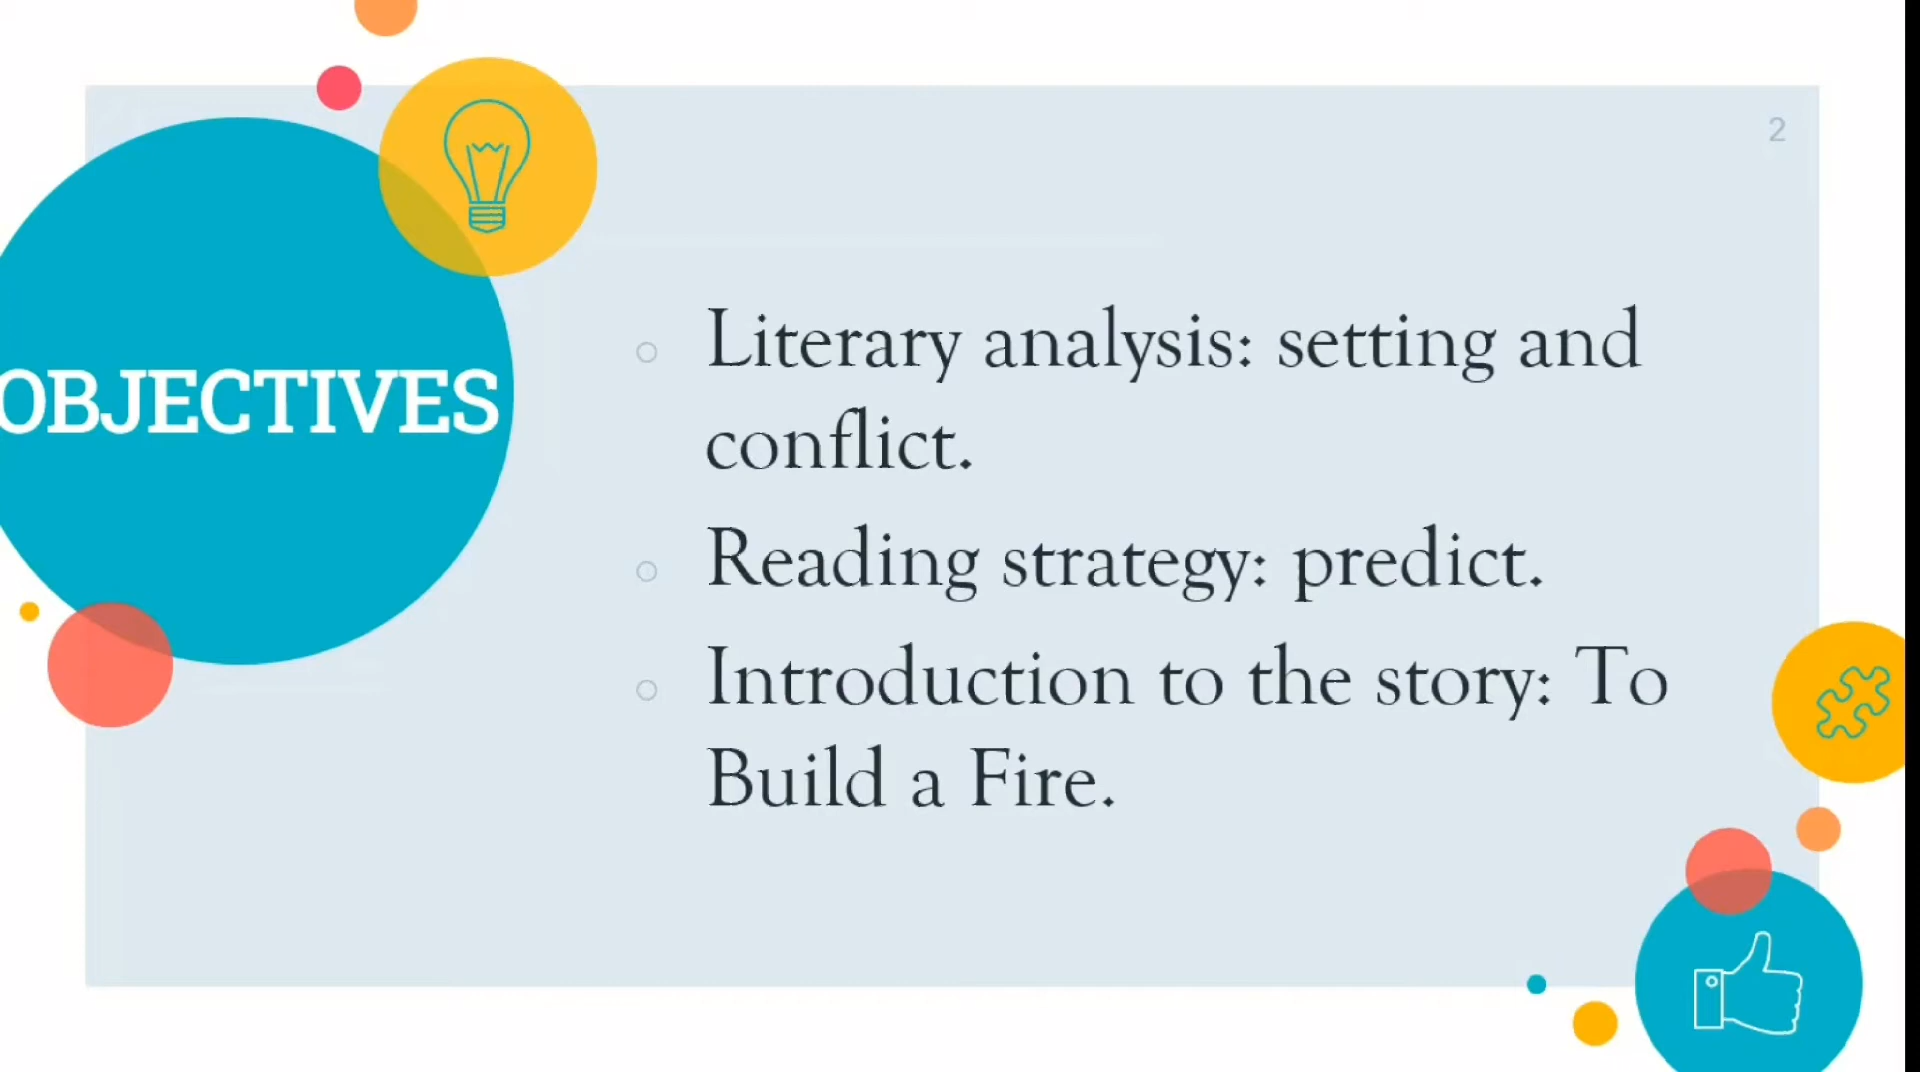 2
OBJECTIVES
Literary analysis: setting and
conflict.
Reading strategy: predict.
Introduction to the story: To
Build a Fire.